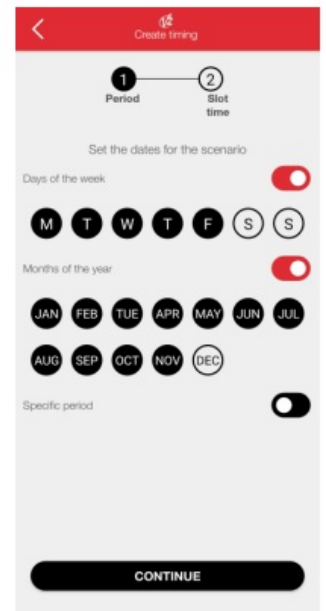 Create timing
1 2
Period Slot
time
Set the dates for the scenario
Days of the week
M T W T F S S
Months of the year
JAN FEB TUE APR MAY JUN JUL
AUG SEP OCT NOV DEC
Specific period
CONTINUE